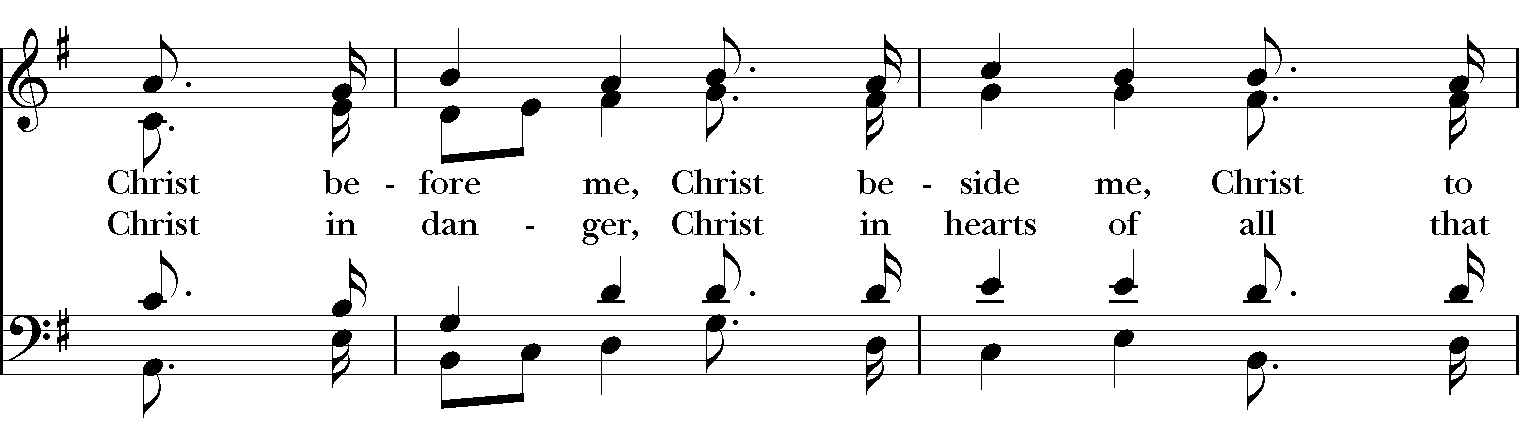 Christ be - fore me, Christ be - side me, Christ to
Christ in dan - ger, Christ in hearts of all that